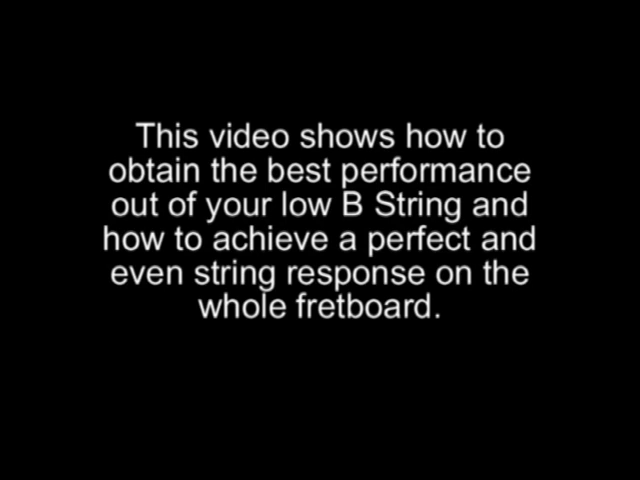 This video shows how to
obtain the best performance
out of your low B String and
how to achieve a perfect and
even string response on the
whole fretboard.